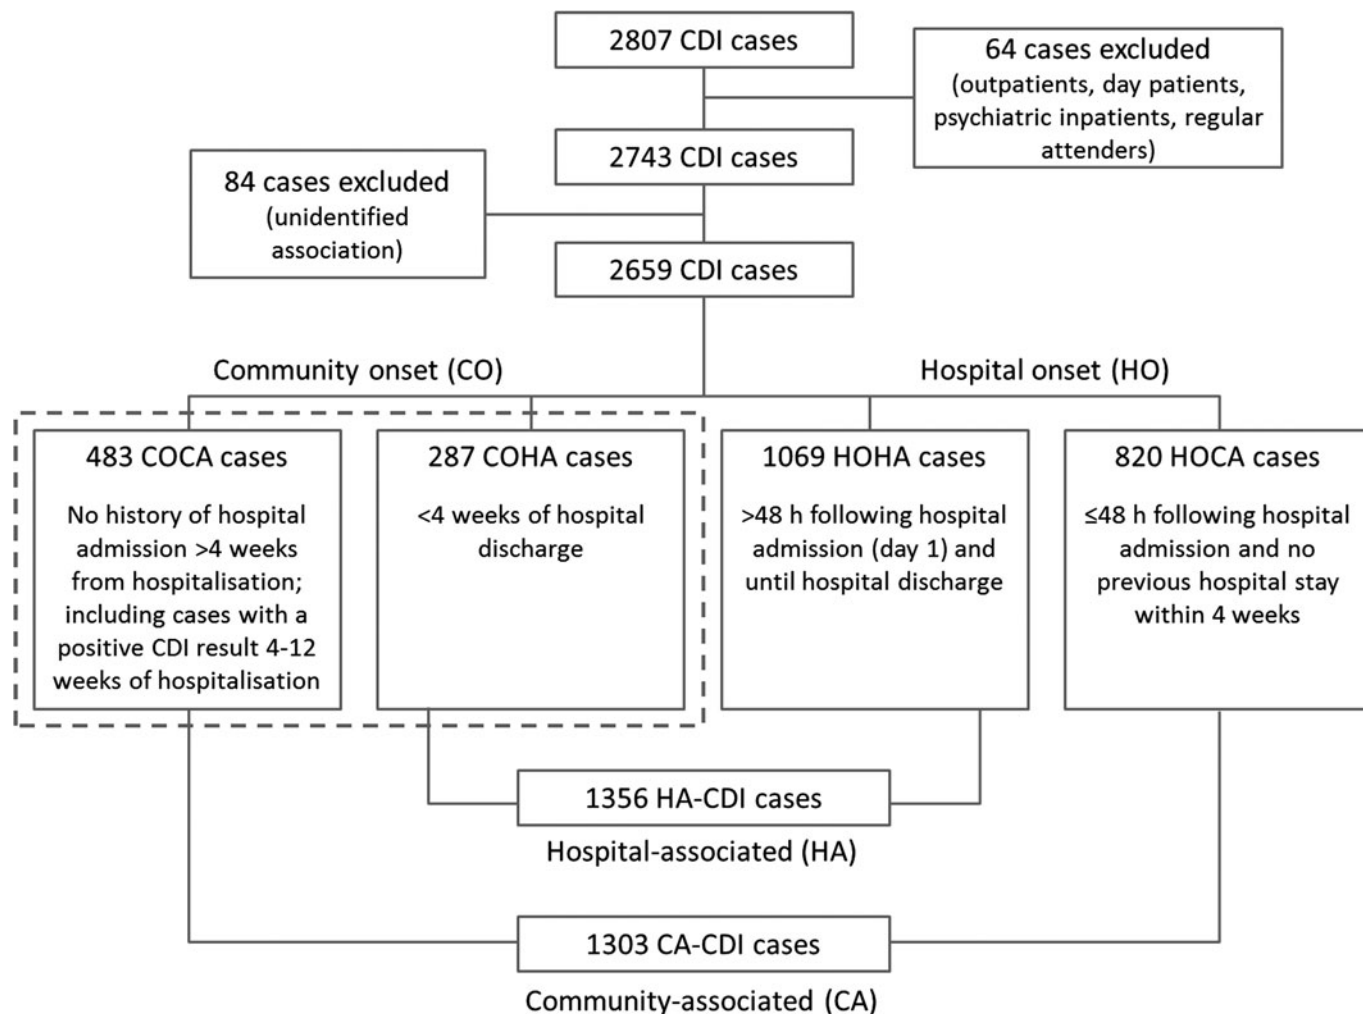 2807 CDI cases
64 cases excluded
(outpatients, day patients,
psychiatric inpatients, regular
attenders)
2743 CDI cases
84 cases excluded
(unidentified
association)
2659 CDI cases
Community onset (CO)
Hospital onset (HO)
483 COCA cases
No history of hospital
admission >4 weeks
from hospitalisation;
including cases with a
positive CDI result 4-12
weeks of hospitalisation
287 COHA cases
<4 weeks of hospital
discharge
1069 HOHA cases
>48 h following hospital
admission (day 1) and
until hospital discharge
820 HOCA cases
≤48 h following hospital
admission and no
previous hospital stay
within 4 weeks
1356 HA-CDI cases
Hospital-associated (HA)
1303 CA-CDI cases
Community-associated (CA)